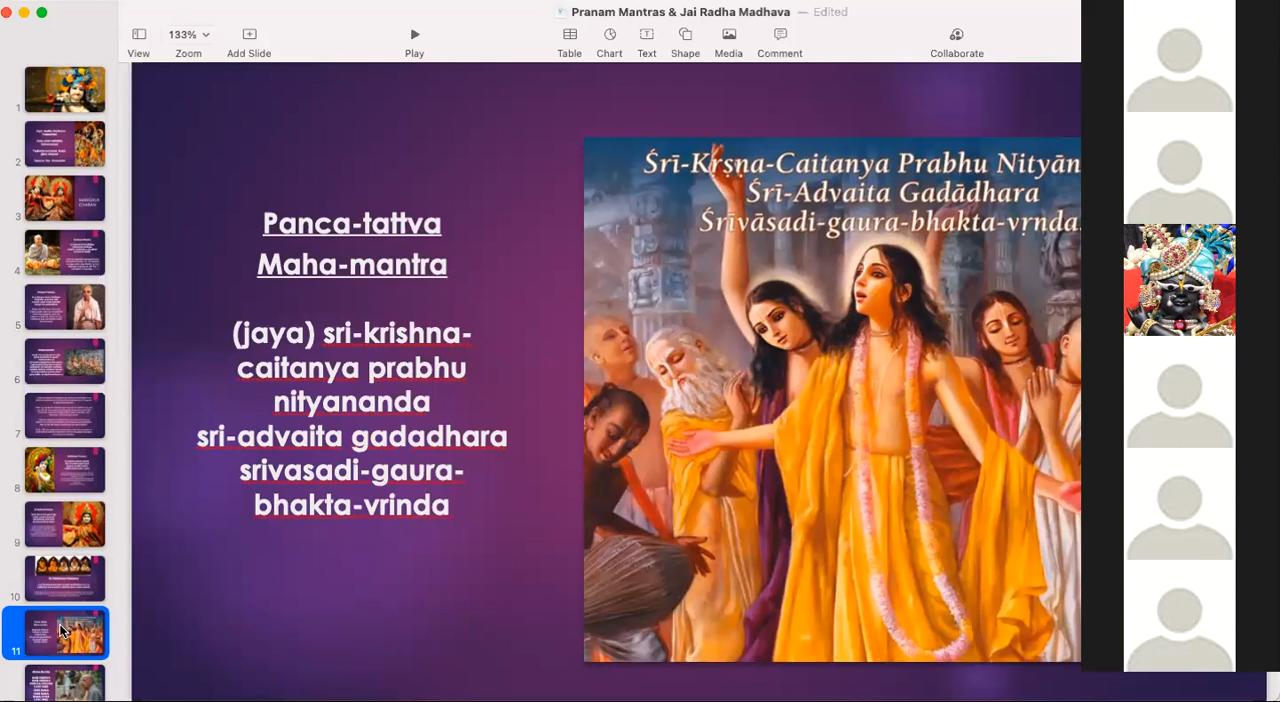 Pranam Mantras & Jai Radha Madhava — Edited
133%
View
Zoom
Add Slide
Play
Table
Chart
Text
Shape
Media
Comment
Collaborate
1
2
3
4
5
6
7
8
9
10
11
Panca-tattva
Maha-mantra
(jaya) sri-krishna-
caitanya prabhu
nityananda
sri-advaita gadadhara
srivasadi-gaura-
bhakta-vrinda
Śrī-Kṛṣṇa-Caitanya Prabhu Nityān
Śrī-Advaita Gadādhara
Śrīvāsadi-gaura-bhakta-vṛnda